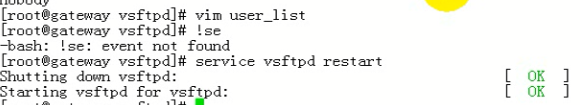 nobody
[root@gateway vsftpd]# vim user_list
[root@gateway vsftpd]# !se
-bash: !se: event not found
[root@gateway vsftpd]# service vsftpd restart
Shutting down vsftpd: [ OK ]
Starting vsftpd for vsftpd: [ OK ]
[root@gateway vsftpd]#